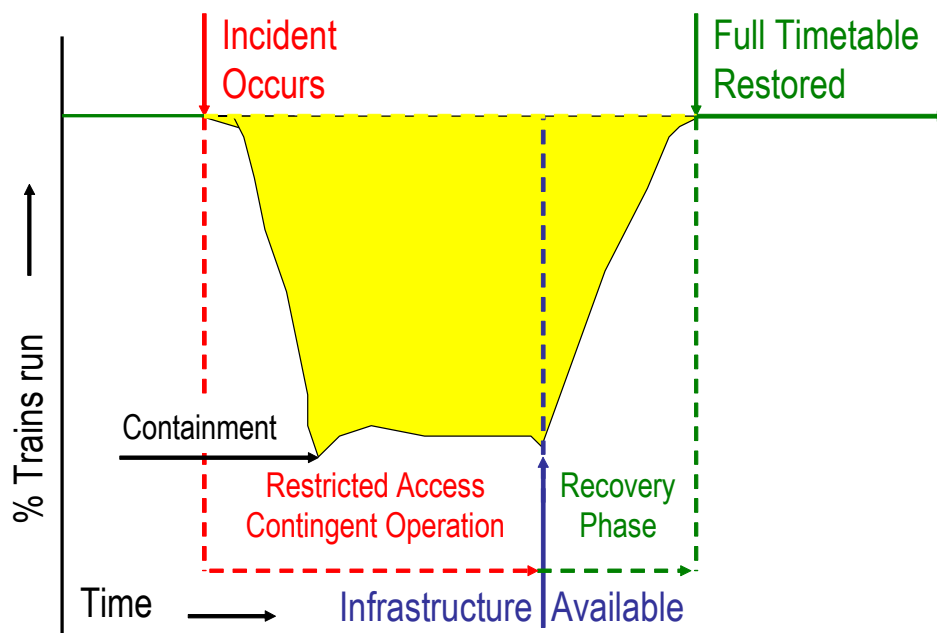 Incident
Occurs
Full Timetable
Restored
% Trains run
Containment
Restricted Access
Contingent Operation
Recovery
Phase
Time
Infrastructure Available